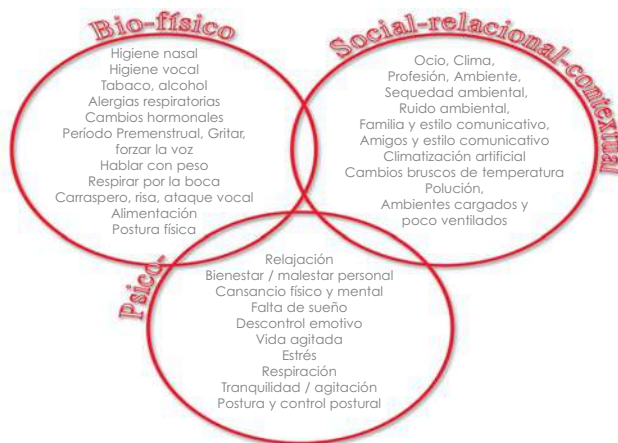 Bio-físico
Higiene nasal
Higiene vocal
Tabaco, alcohol
Alergias respiratorias
Cambios hormonales
Período Premenstrual, Gritar,
forzar la voz
Hablar con peso
Respirar por la boca
Carraspero, risa, ataque vocal
Alimentación
Postura física
Social-relacional-contextual
Ocio, Clima,
Profesión, Ambiente,
Sequedad ambiental,
Ruido ambiental,
Familia y estilo comunicativo,
Amigos y estilo comunicativo
Climatización artificial
Cambios bruscos de temperatura
Polución,
Ambientes cargados y
poco ventilados
Psico-
Relajación
Bienestar / malestar personal
Cansancio físico y mental
Falta de sueño
Descontrol emotivo
Vida agitada
Estrés
Respiración
Tranquilidad / agitación
Postura y control postural